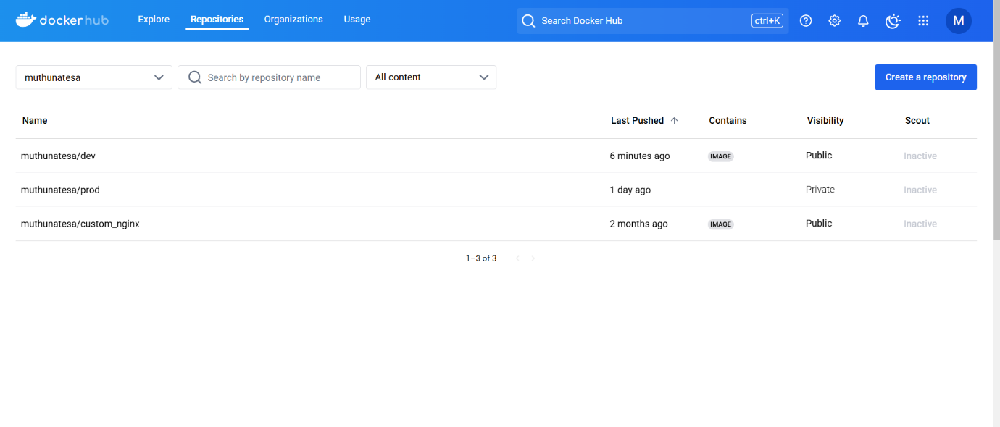 dockerhub Explore Repositories Organizations Usage Search Docker Hub ctrl+K M
muthunatesa Search by repository name All content Create a repository
Name Last Pushed Contains Visibility Scout
muthunatesa/dev 6 minutes ago IMAGE Public Inactive
muthunatesa/prod 1 day ago Private Inactive
muthunatesa/custom_nginx 2 months ago IMAGE Public Inactive
1–3 of 3